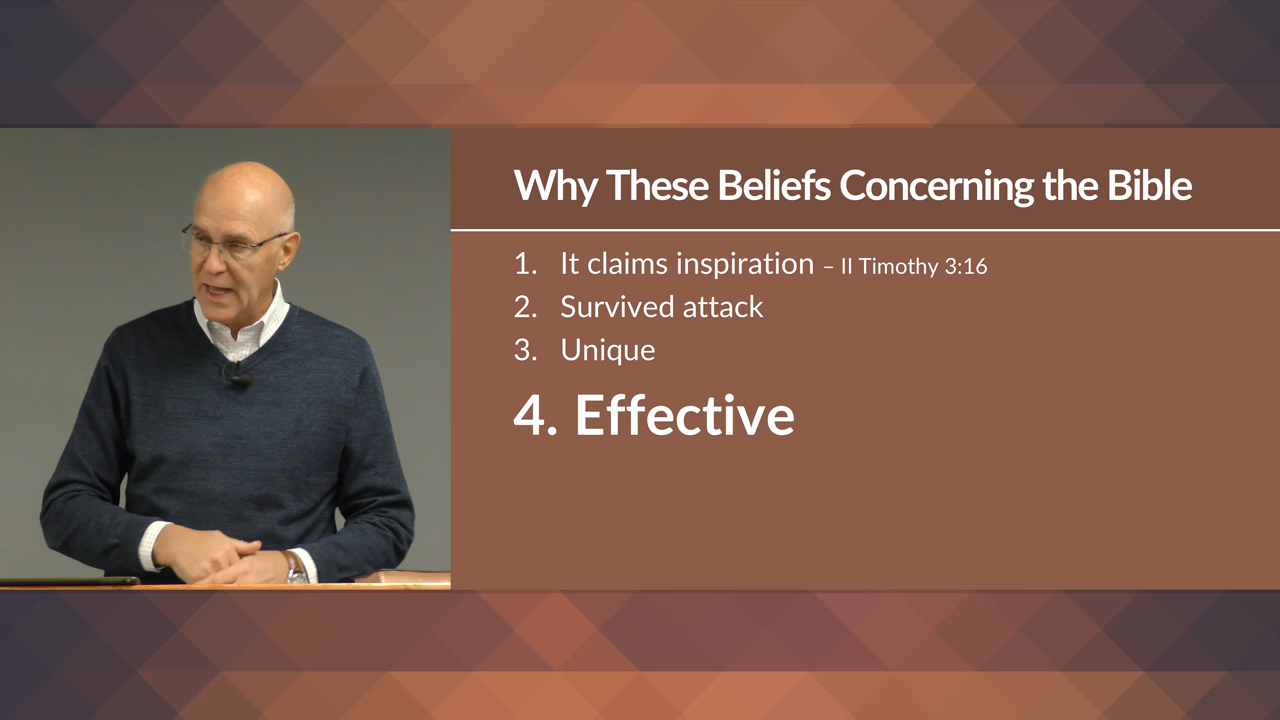 Why These Beliefs Concerning the Bible
1. It claims inspiration – II Timothy 3:16
2. Survived attack
3. Unique
4. Effective